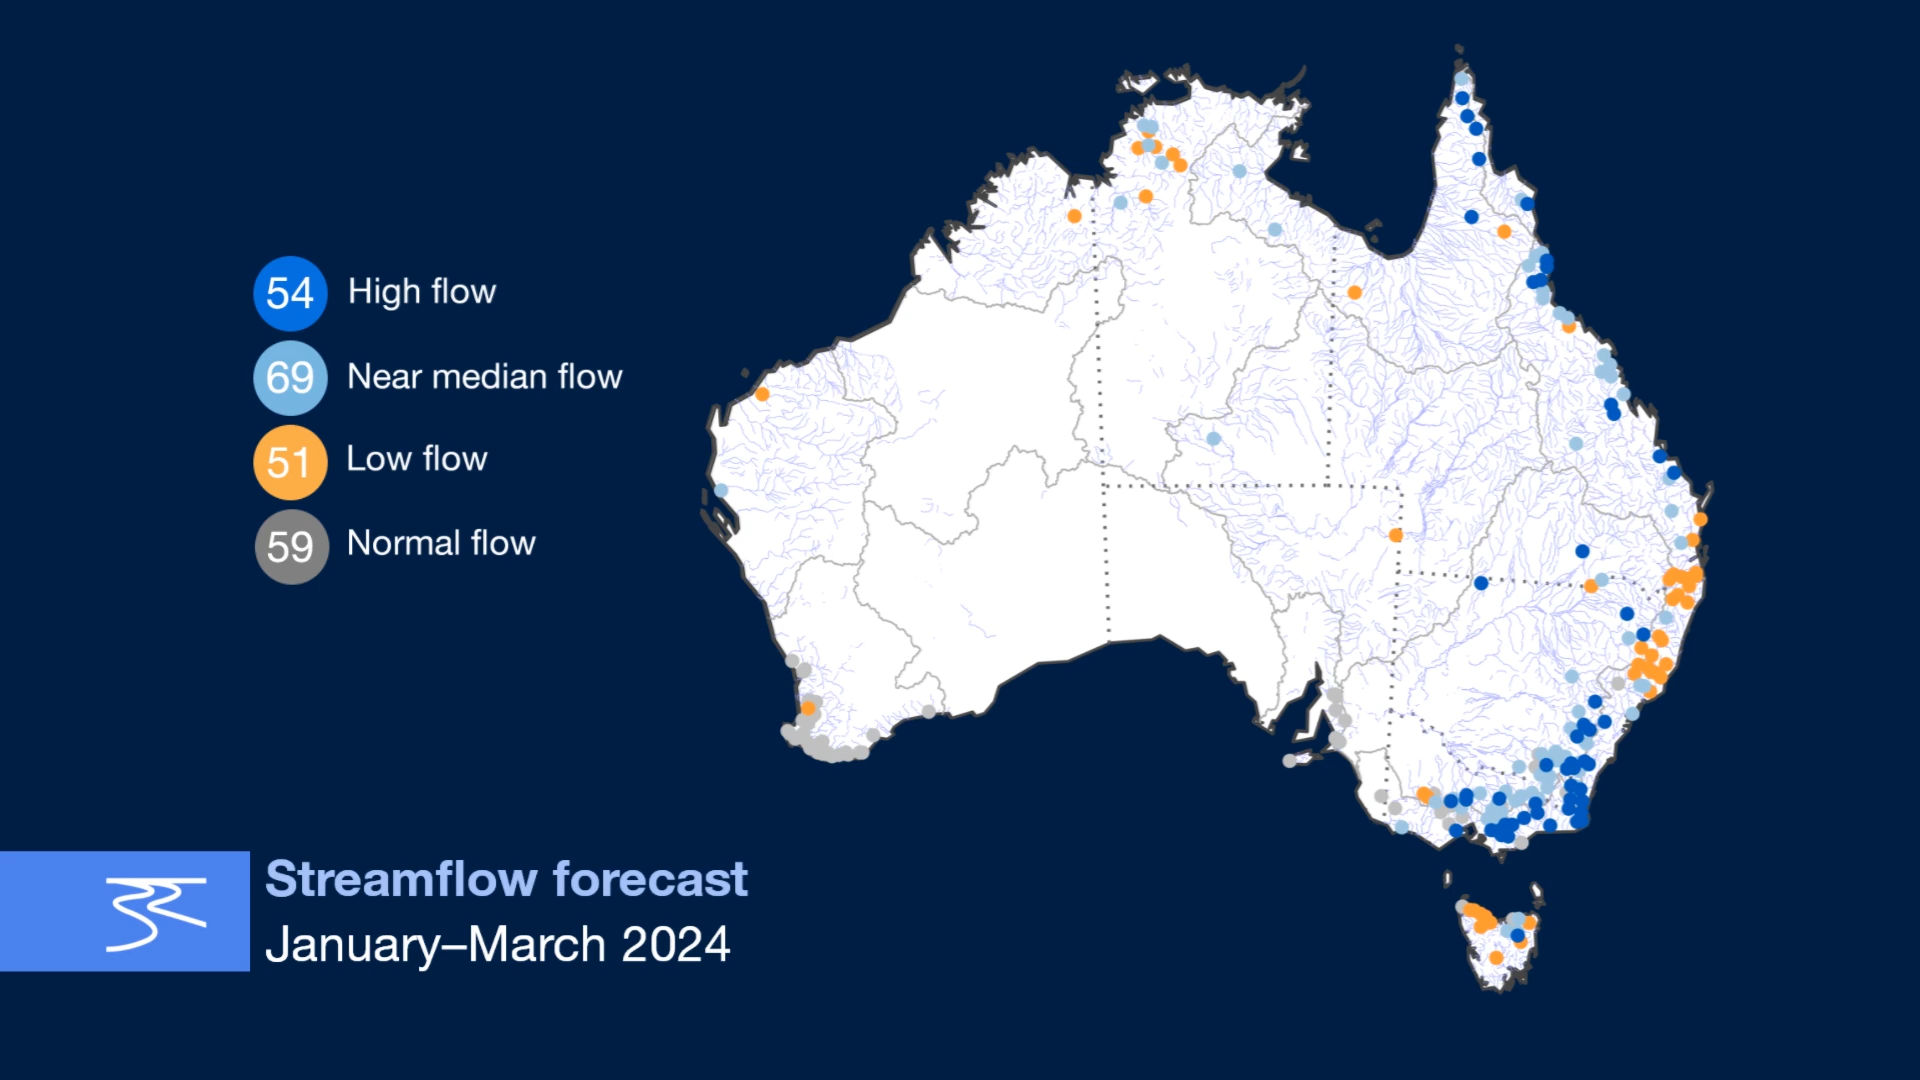 54 High flow
69 Near median flow
51 Low flow
59 Normal flow
Streamflow forecast
January–March 2024